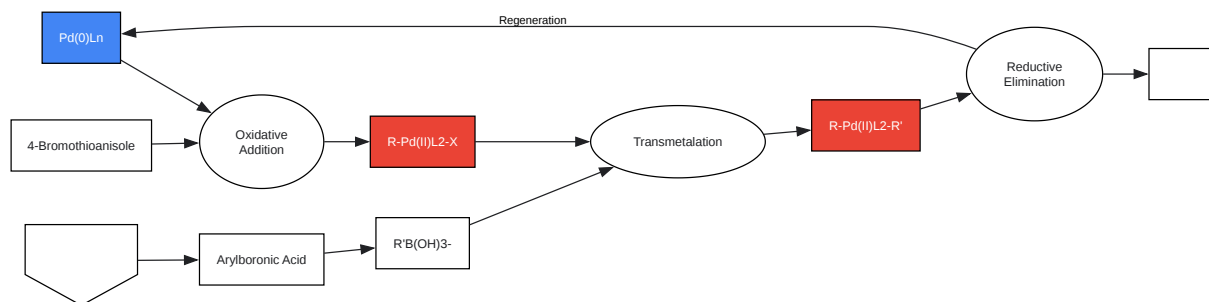 Regeneration
Pd(0)Ln
Reductive
Elimination
4-Bromothioanisole
Oxidative
Addition
R-Pd(II)L2-X
Transmetalation
R-Pd(II)L2-R'
Arylboronic Acid
R'B(OH)3-